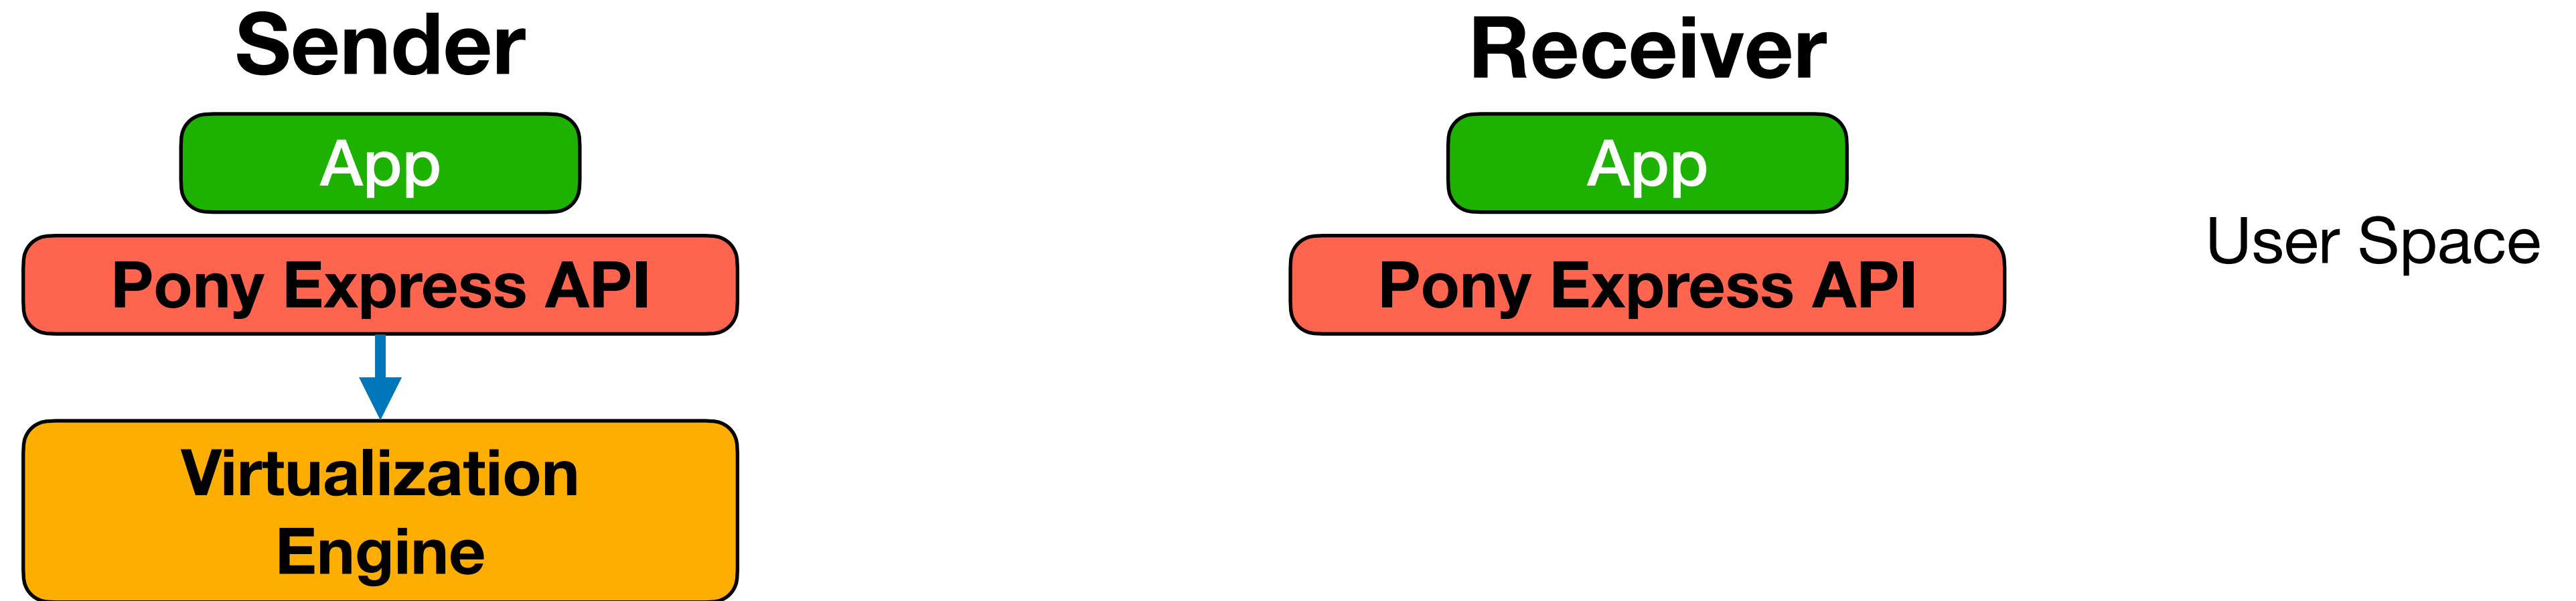 Sender
Receiver
App
App
User Space
Pony Express API
Pony Express API
Virtualization
Engine